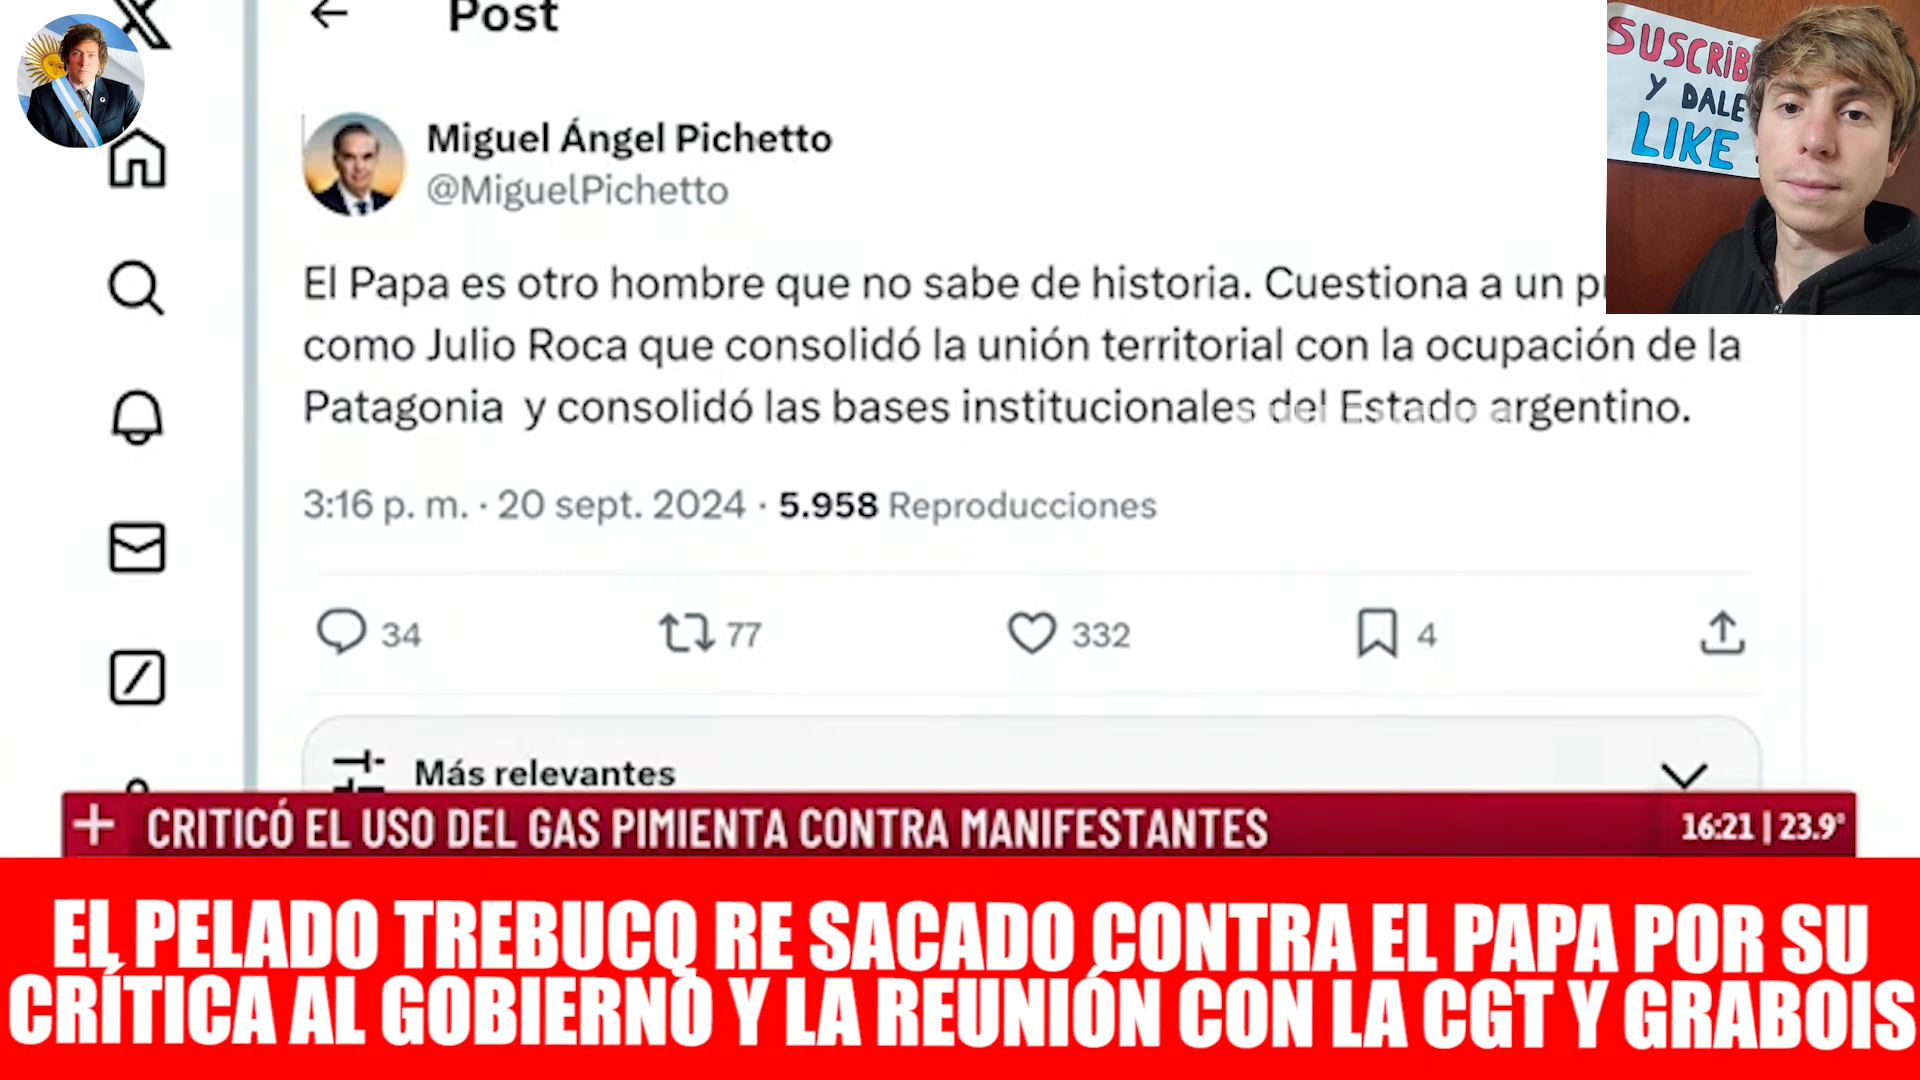 Post
SUSCRIB
Y DALE
LIKE
Miguel Ángel Pichetto
@MiguelPichetto
El Papa es otro hombre que no sabe de historia. Cuestiona a un
como Julio Roca que consolidó la unión territorial con la ocupación de la
Patagonia y consolidó las bases institucionales del Estado argentino.
3:16 p. m. · 20 sept. 2024 · 5.958 Reproducciones
34 77 332 4
Más relevantes
+ CRITICÓ EL USO DEL GAS PIMIENTA CONTRA MANIFESTANTES 16:21 | 23.9°
EL PELADO TREBUCQ RE SACADO CONTRA EL PAPA POR SU
CRÍTICA AL GOBIERNO Y LA REUNIÓN CON LA CGT Y GRABOIS